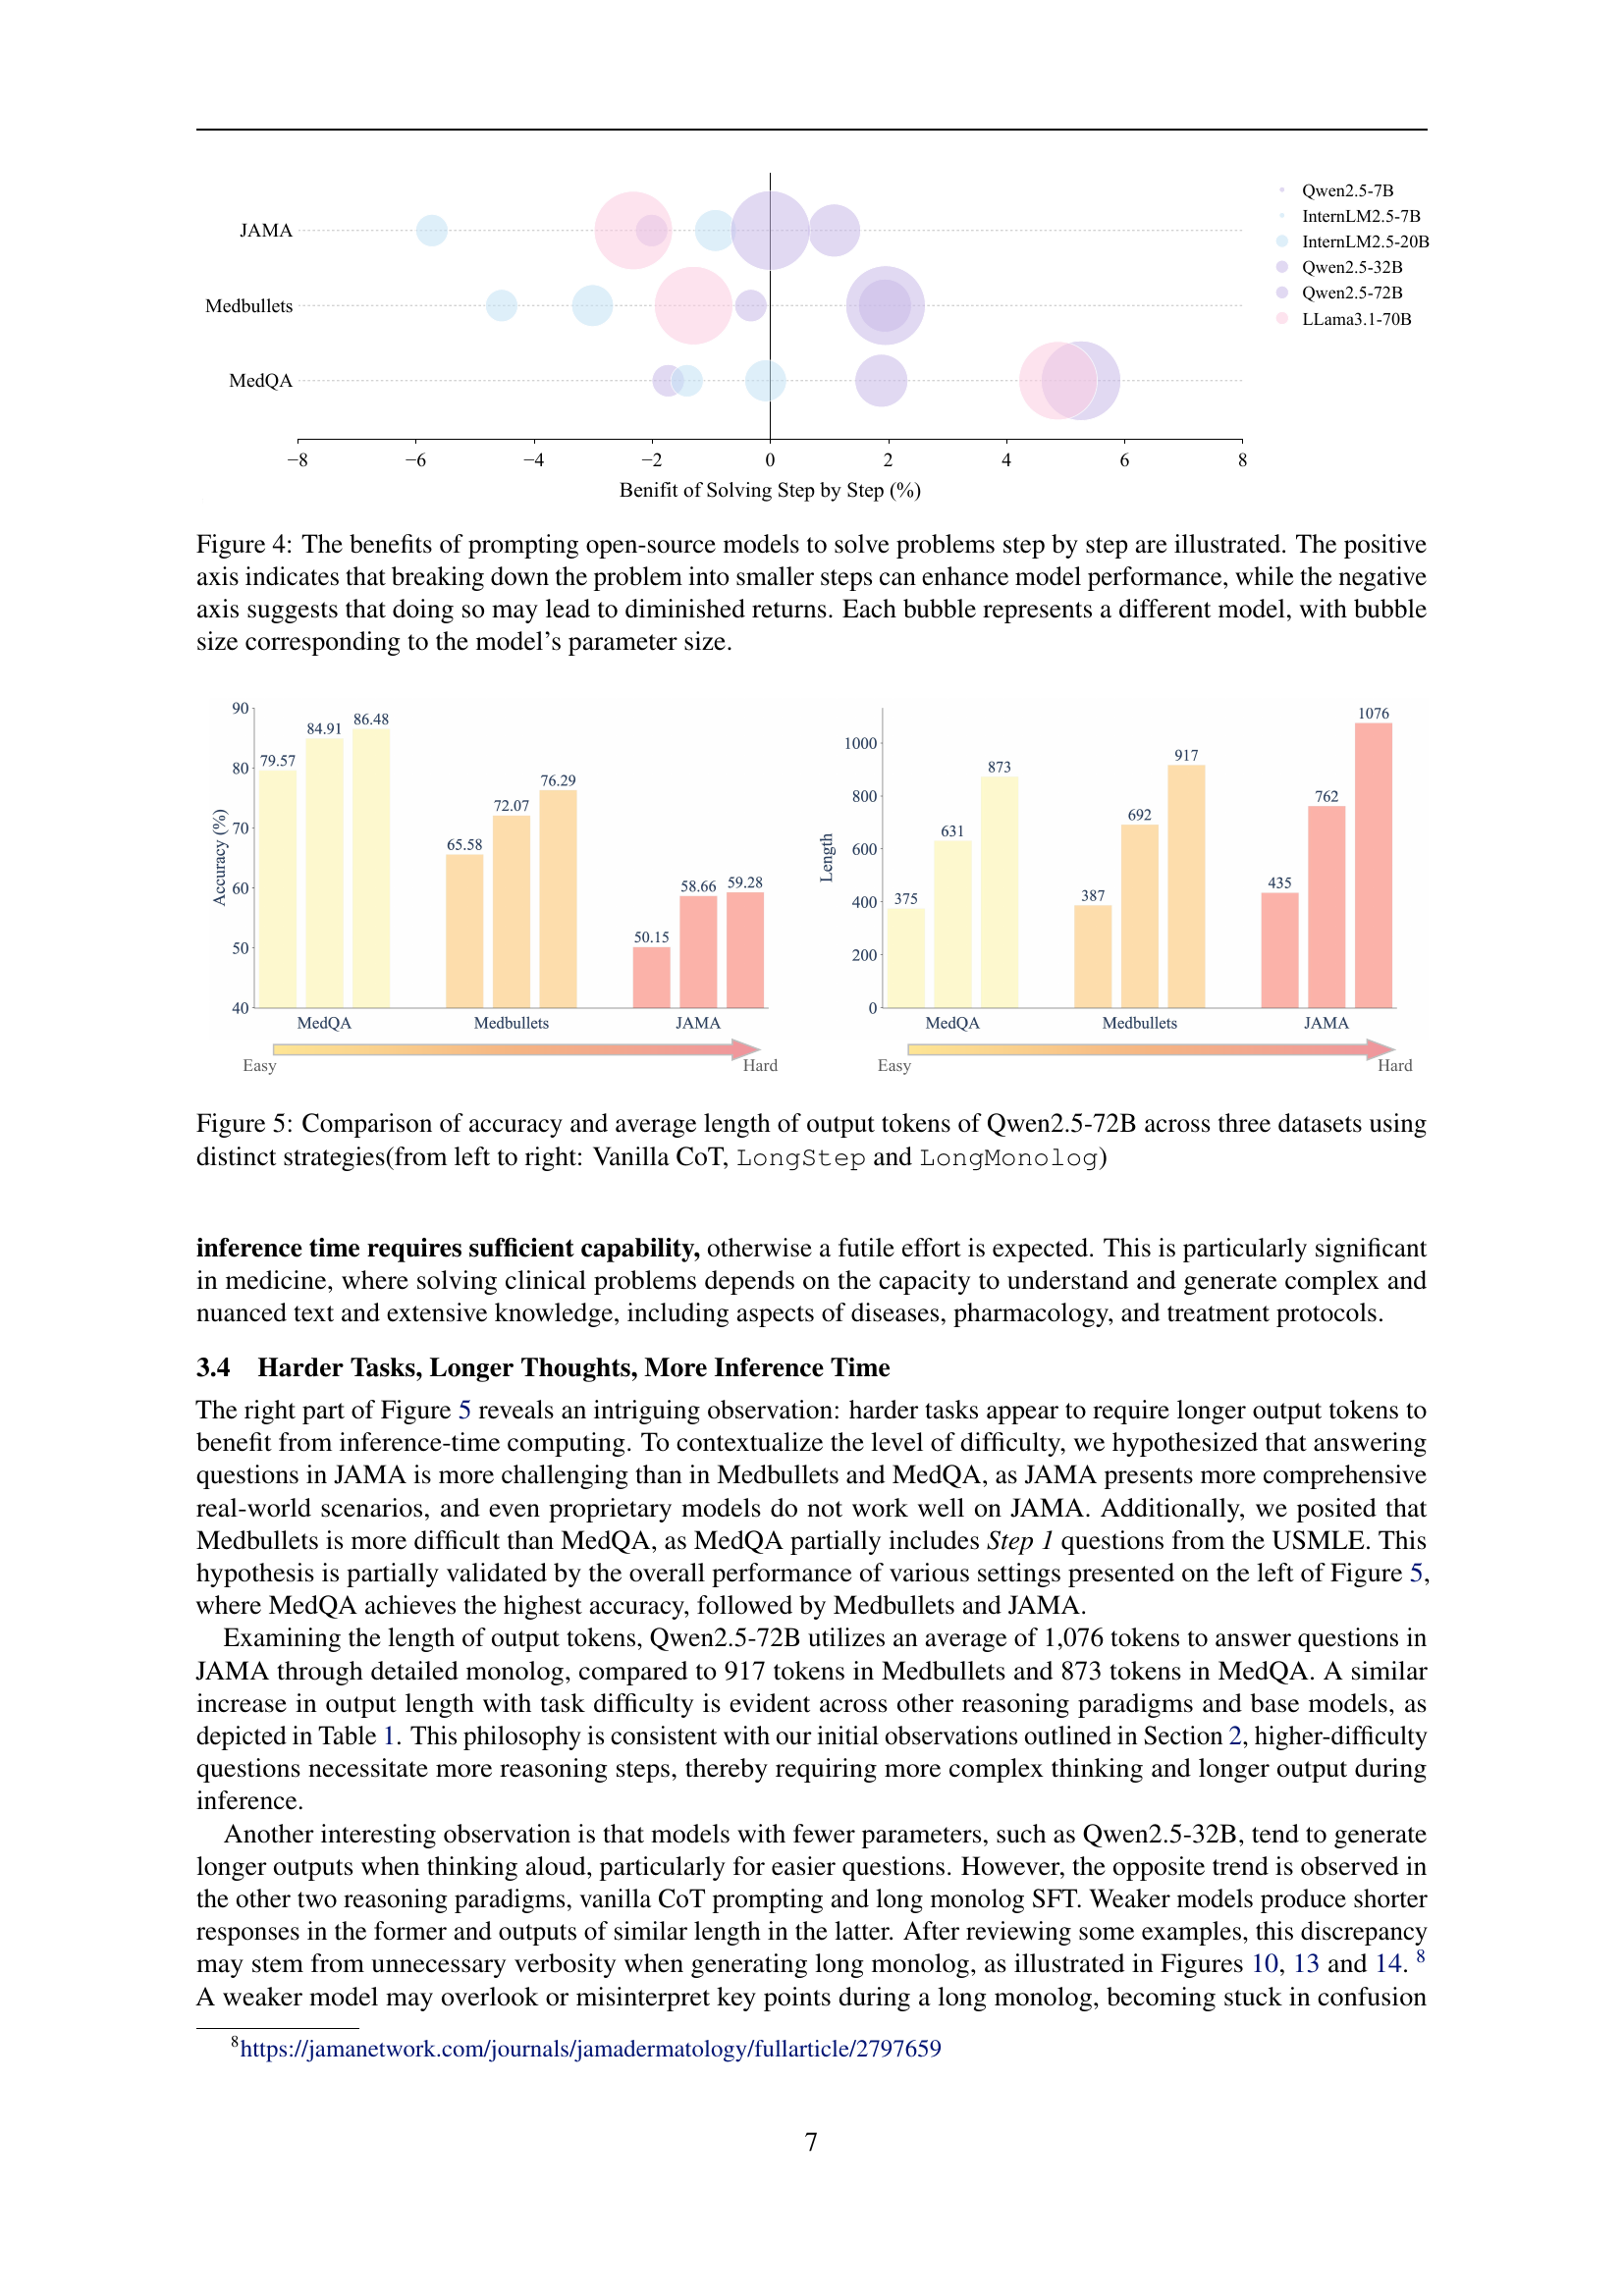 JAMA
Medbullets
MedQA
−8 −6 −4 −2 0 2 4 6 8
Benifit of Solving Step by Step (%)
Qwen2.5-7B
InternLM2.5-7B
InternLM2.5-20B
Qwen2.5-32B
Qwen2.5-72B
LLama3.1-70B
Figure 4: The benefits of prompting open-source models to solve problems step by step are illustrated. The positive
axis indicates that breaking down the problem into smaller steps can enhance model performance, while the negative
axis suggests that doing so may lead to diminished returns. Each bubble represents a different model, with bubble
size corresponding to the model's parameter size.
Accuracy (%)
90
80
70
60
50
40
79.57 84.91 86.48
65.58 72.07 76.29
50.15 58.66 59.28
MedQA Medbullets JAMA
Easy Hard
Length
1000
800
600
400
200
0
375 631 873
387 692 917
435 762 1076
MedQA Medbullets JAMA
Easy Hard
Figure 5: Comparison of accuracy and average length of output tokens of Qwen2.5-72B across three datasets using
distinct strategies(from left to right: Vanilla CoT, LongStep and LongMonolog)
inference time requires sufficient capability, otherwise a futile effort is expected. This is particularly significant
in medicine, where solving clinical problems depends on the capacity to understand and generate complex and
nuanced text and extensive knowledge, including aspects of diseases, pharmacology, and treatment protocols.
3.4 Harder Tasks, Longer Thoughts, More Inference Time
The right part of Figure 5 reveals an intriguing observation: harder tasks appear to require longer output tokens to
benefit from inference-time computing. To contextualize the level of difficulty, we hypothesized that answering
questions in JAMA is more challenging than in Medbullets and MedQA, as JAMA presents more comprehensive
real-world scenarios, and even proprietary models do not work well on JAMA. Additionally, we posited that
Medbullets is more difficult than MedQA, as MedQA partially includes Step 1 questions from the USMLE. This
hypothesis is partially validated by the overall performance of various settings presented on the left of Figure 5,
where MedQA achieves the highest accuracy, followed by Medbullets and JAMA.
Examining the length of output tokens, Qwen2.5-72B utilizes an average of 1,076 tokens to answer questions in
JAMA through detailed monolog, compared to 917 tokens in Medbullets and 873 tokens in MedQA. A similar
increase in output length with task difficulty is evident across other reasoning paradigms and base models, as
depicted in Table 1. This philosophy is consistent with our initial observations outlined in Section 2, higher-difficulty
questions necessitate more reasoning steps, thereby requiring more complex thinking and longer output during
inference.
Another interesting observation is that models with fewer parameters, such as Qwen2.5-32B, tend to generate
longer outputs when thinking aloud, particularly for easier questions. However, the opposite trend is observed in
the other two reasoning paradigms, vanilla CoT prompting and long monolog SFT. Weaker models produce shorter
responses in the former and outputs of similar length in the latter. After reviewing some examples, this discrepancy
may stem from unnecessary verbosity when generating long monolog, as illustrated in Figures 10, 13 and 14. 8
A weaker model may overlook or misinterpret key points during a long monolog, becoming stuck in confusion
8https://jamanetwork.com/journals/jamadermatology/fullarticle/2797659
7